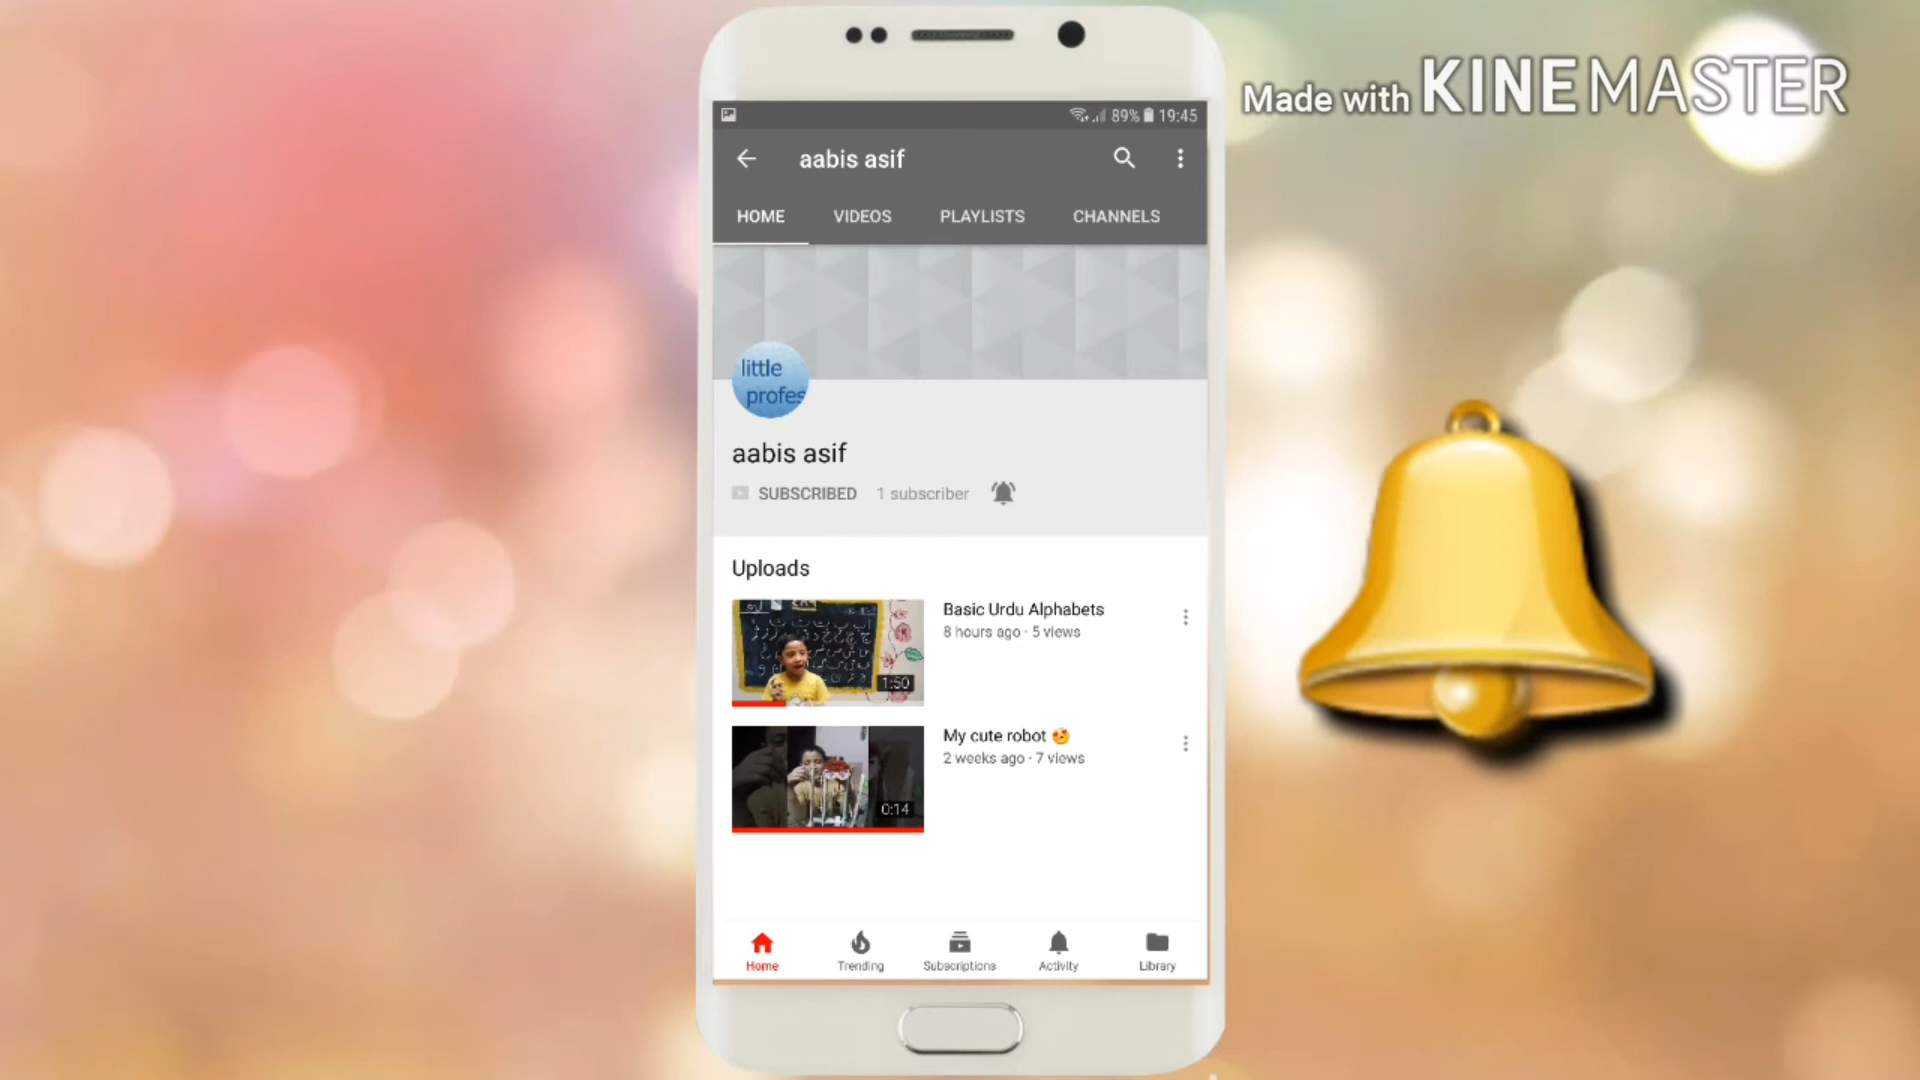 Made with KINEMASTER
89% 19:45
aabis asif
HOME VIDEOS PLAYLISTS CHANNELS
little
profes
aabis asif
SUBSCRIBED 1 subscriber
Uploads
Basic Urdu Alphabets
8 hours ago · 5 views
1:50
My cute robot
2 weeks ago · 7 views
0:14
Home Trending Subscriptions Activity Library